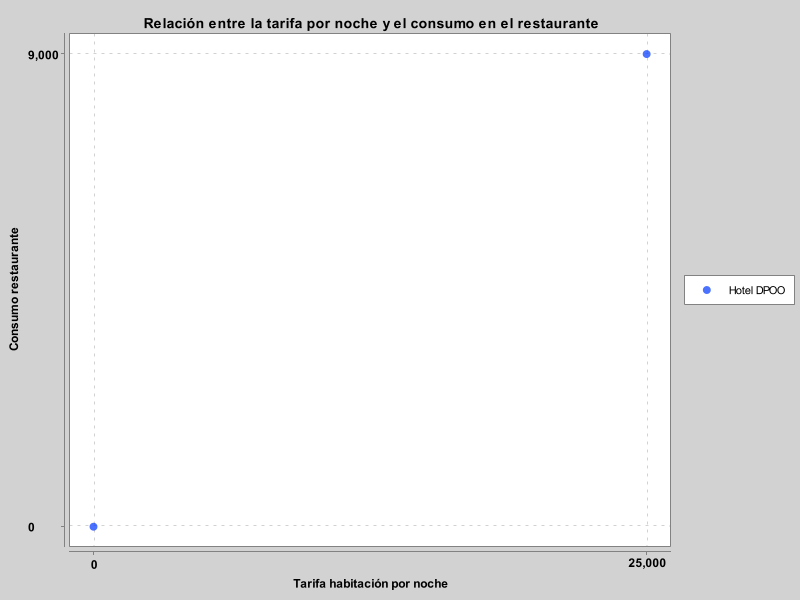 Relación entre la tarifa por noche y el consumo en el restaurante
9,000
Consumo restaurante
Hotel DPOO
0
0
25,000
Tarifa habitación por noche